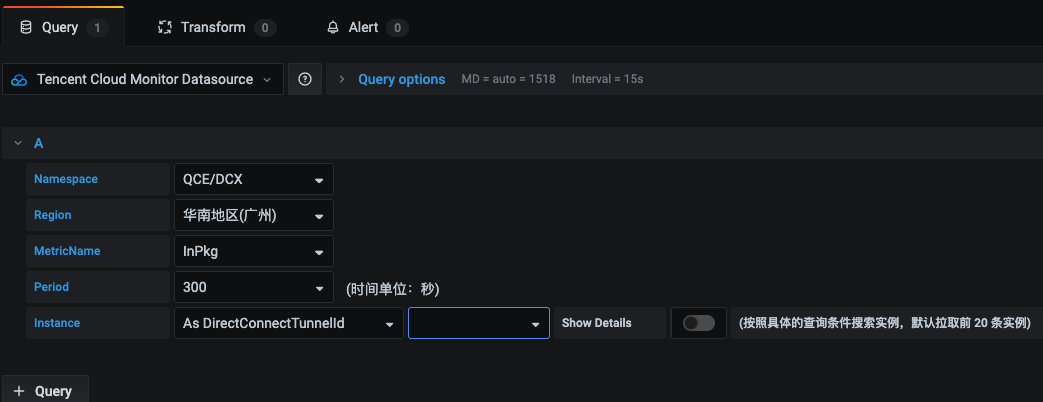 Query 1 Transform 0 Alert 0
Tencent Cloud Monitor Datasource Query options MD = auto = 1518 Interval = 15s
A
Namespace QCE/DCX
Region 华南地区(广州)
MetricName InPkg
Period 300 (时间单位：秒)
Instance As DirectConnectTunnelId Show Details (按照具体的查询条件搜索实例，默认拉取前 20 条实例)
+ Query